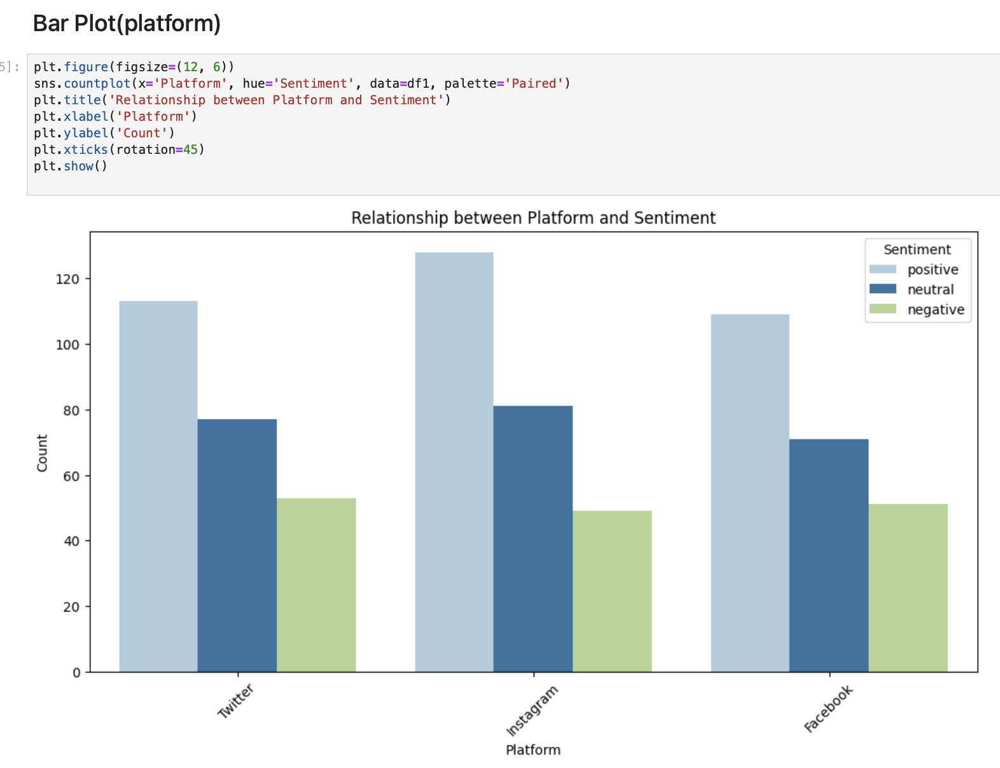 Bar Plot(platform)
5]:
plt.figure(figsize=(12, 6))
sns.countplot(x='Platform', hue='Sentiment', data=df1, palette='Paired')
plt.title('Relationship between Platform and Sentiment')
plt.xlabel('Platform')
plt.ylabel('Count')
plt.xticks(rotation=45)
plt.show()
Relationship between Platform and Sentiment
Sentiment
positive
neutral
negative
120
100
80
60
40
20
0
Count
Twitter
Instagram
Facebook
Platform